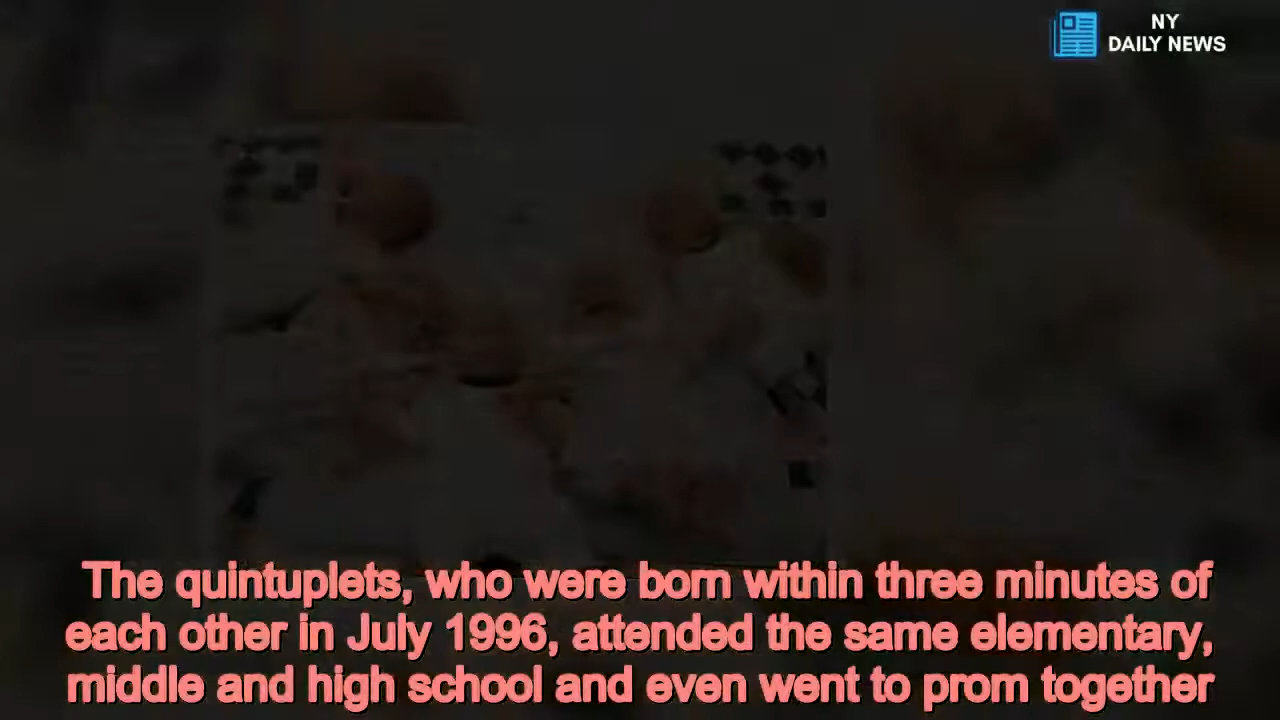 NY
DAILY NEWS
The quintuplets, who were born within three minutes of
each other in July 1996, attended the same elementary,
middle and high school and even went to prom together